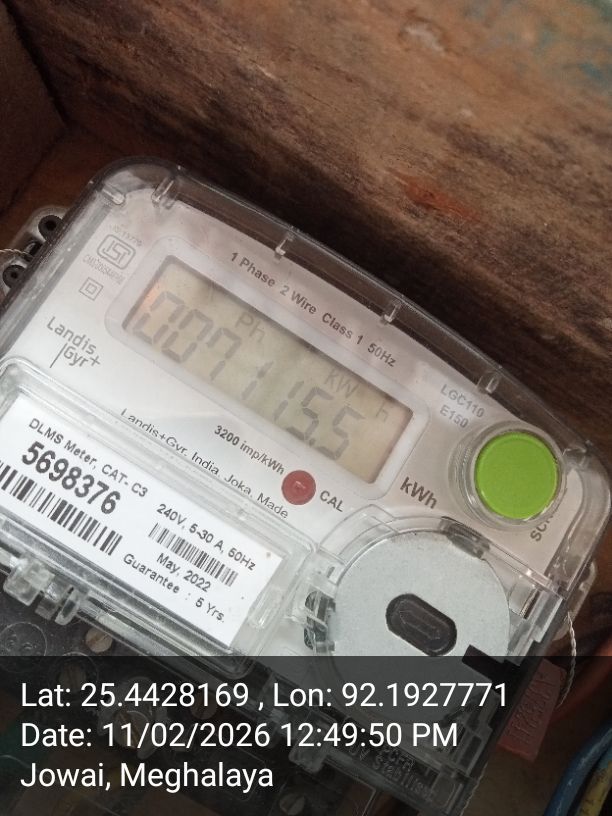 1 Phase 2 Wire Class 1 50Hz
Ph
kW h
007115.5
Landis
Gyr+
LGC110
E150
3200 imp/kWh
CAL
kWh
Landis+Gyr, India, Joka, Made
DLMS Meter, CAT- C3
5698376
240V, 5-30 A, 50Hz
May, 2022
Guarantee : 5 Yrs.
Lat: 25.4428169 , Lon: 92.1927771
Date: 11/02/2026 12:49:50 PM
Jowai, Meghalaya